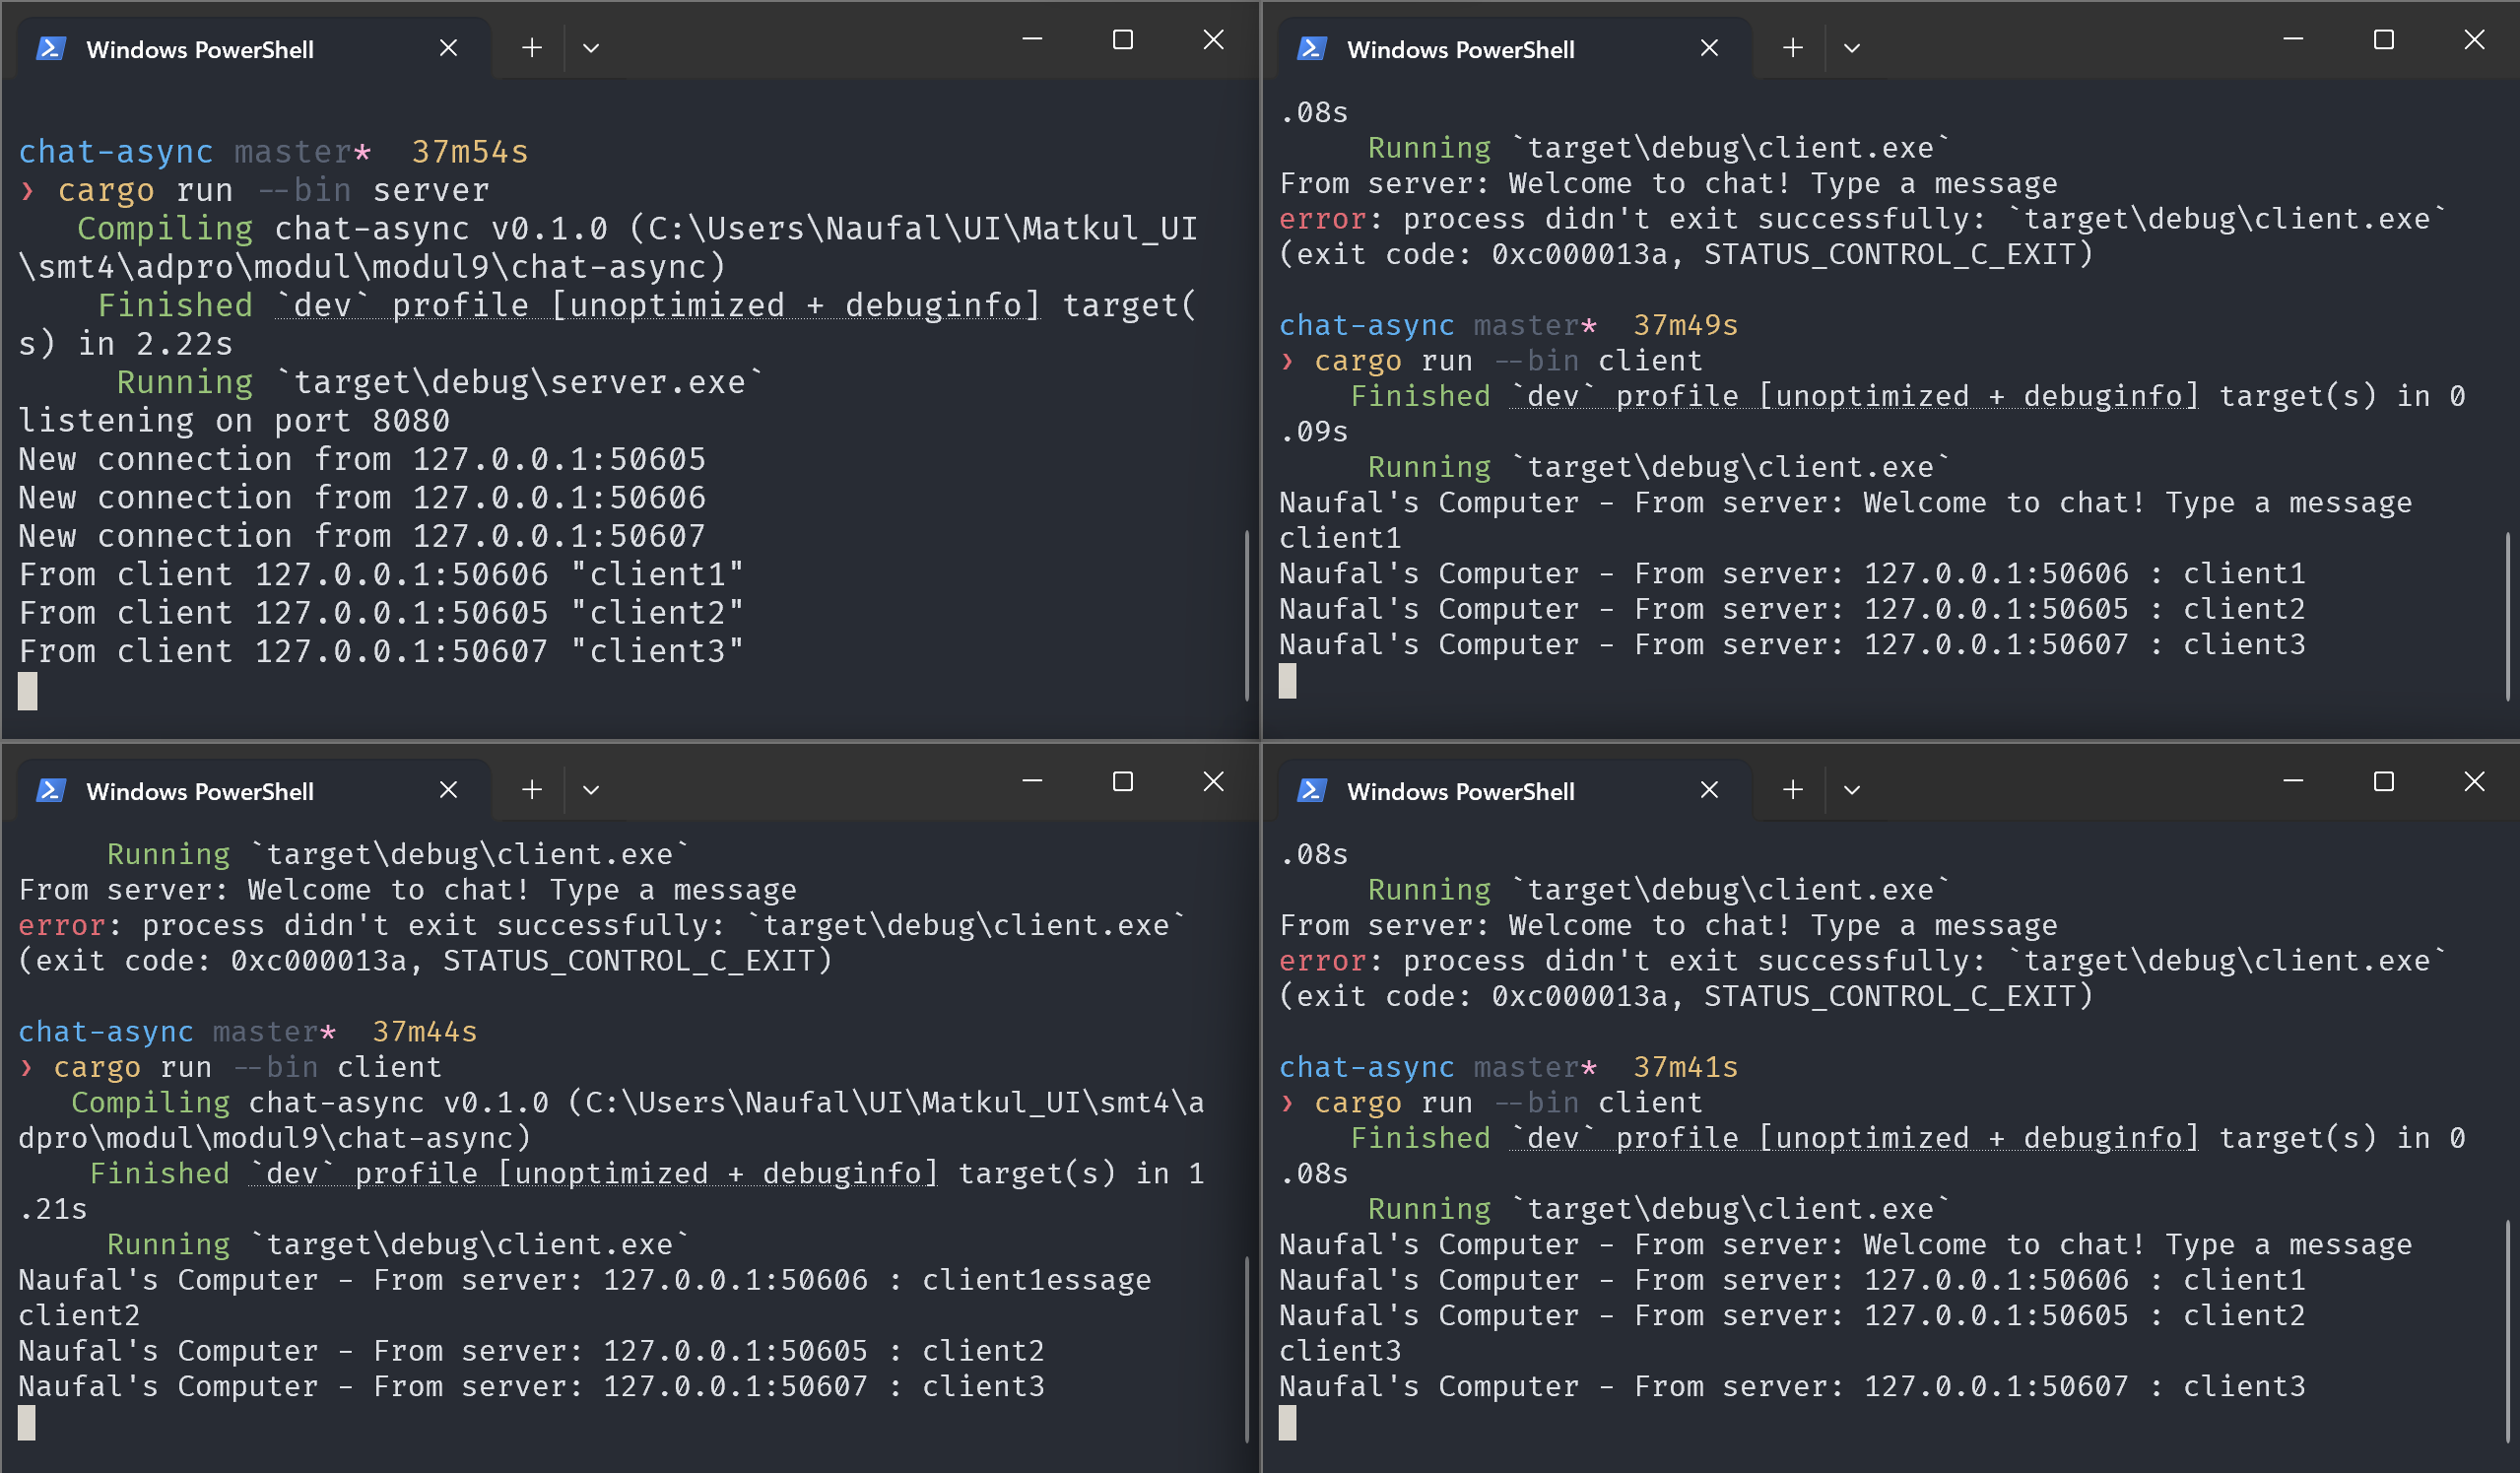 Windows PowerShell
chat-async master* 37m54s
❯ cargo run --bin server
Compiling chat-async v0.1.0 (C:\Users\Naufal\UI\Matkul_UI
\smt4\adpro\modul\modul9\chat-async)
Finished `dev` profile [unoptimized + debuginfo] target(
s) in 2.22s
Running `target\debug\server.exe`
listening on port 8080
New connection from 127.0.0.1:50605
New connection from 127.0.0.1:50606
New connection from 127.0.0.1:50607
From client 127.0.0.1:50606 "client1"
From client 127.0.0.1:50605 "client2"
From client 127.0.0.1:50607 "client3"
Windows PowerShell
.08s
Running `target\debug\client.exe`
From server: Welcome to chat! Type a message
error: process didn't exit successfully: `target\debug\client.exe`
(exit code: 0xc000013a, STATUS_CONTROL_C_EXIT)
chat-async master* 37m49s
❯ cargo run --bin client
Finished `dev` profile [unoptimized + debuginfo] target(s) in 0
.09s
Running `target\debug\client.exe`
Naufal's Computer - From server: Welcome to chat! Type a message
client1
Naufal's Computer - From server: 127.0.0.1:50606 : client1
Naufal's Computer - From server: 127.0.0.1:50605 : client2
Naufal's Computer - From server: 127.0.0.1:50607 : client3
Windows PowerShell
Running `target\debug\client.exe`
From server: Welcome to chat! Type a message
error: process didn't exit successfully: `target\debug\client.exe`
(exit code: 0xc000013a, STATUS_CONTROL_C_EXIT)
chat-async master* 37m44s
❯ cargo run --bin client
Compiling chat-async v0.1.0 (C:\Users\Naufal\UI\Matkul_UI\smt4\a
dpro\modul\modul9\chat-async)
Finished `dev` profile [unoptimized + debuginfo] target(s) in 1
.21s
Running `target\debug\client.exe`
Naufal's Computer - From server: 127.0.0.1:50606 : client1essage
client2
Naufal's Computer - From server: 127.0.0.1:50605 : client2
Naufal's Computer - From server: 127.0.0.1:50607 : client3
Windows PowerShell
.08s
Running `target\debug\client.exe`
From server: Welcome to chat! Type a message
error: process didn't exit successfully: `target\debug\client.exe`
(exit code: 0xc000013a, STATUS_CONTROL_C_EXIT)
chat-async master* 37m41s
❯ cargo run --bin client
Finished `dev` profile [unoptimized + debuginfo] target(s) in 0
.08s
Running `target\debug\client.exe`
Naufal's Computer - From server: Welcome to chat! Type a message
Naufal's Computer - From server: 127.0.0.1:50606 : client1
Naufal's Computer - From server: 127.0.0.1:50605 : client2
client3
Naufal's Computer - From server: 127.0.0.1:50607 : client3